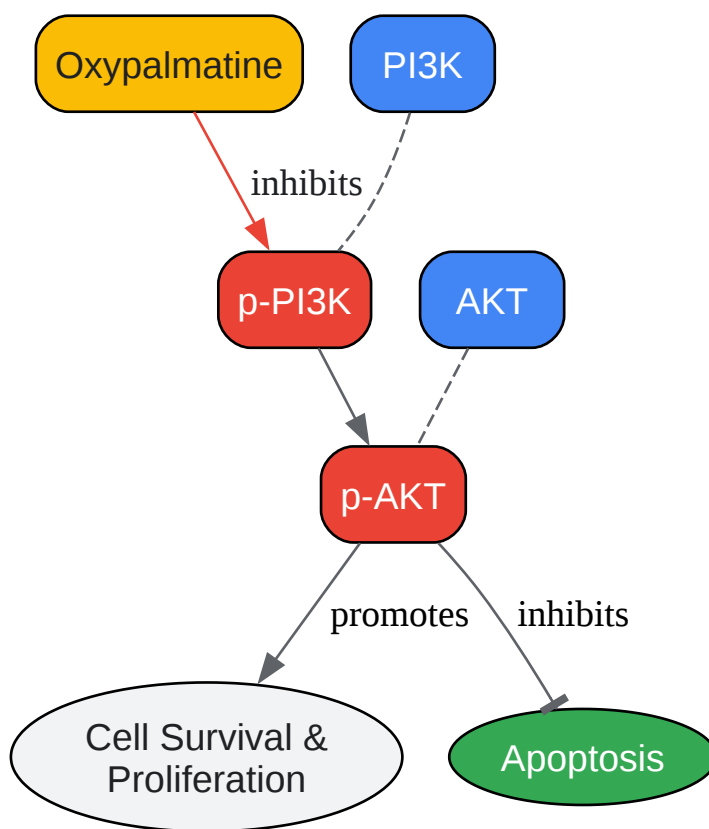 Oxypalmatine
PI3K
inhibits
p-PI3K
AKT
p-AKT
promotes
inhibits
Cell Survival &
Proliferation
Apoptosis